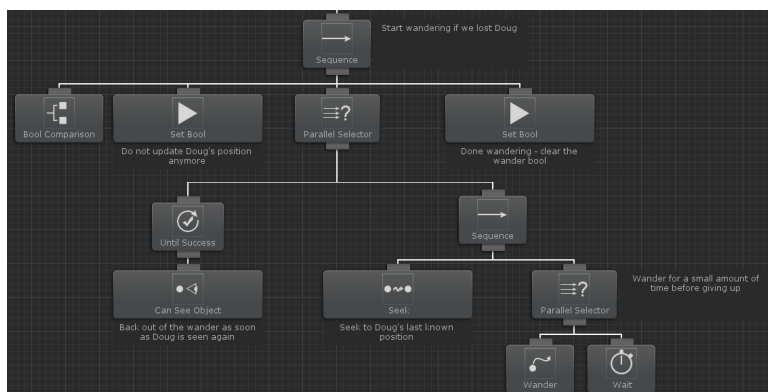 Start wandering if we lost Doug
Sequence
Bool Comparison
Set Bool
Parallel Selector
Set Bool
Do not update Doug's position
anymore
Done wandering - clear the
wander bool
Until Success
Sequence
Can See Object
Seek
Parallel Selector
Wander for a small amount of
time before giving up
Back out of the wander as soon
as Doug is seen again
Seek to Doug's last known
position
Wander
Wait